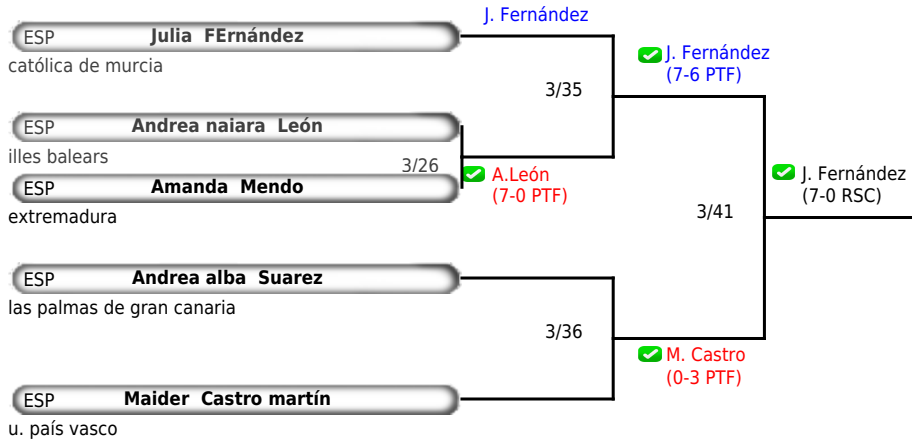 J. Fernández
ESP Julia FErnández
católica de murcia
J. Fernández
(7-6 PTF)
3/35
ESP Andrea naiara León
illes balears
3/26
A.León
(7-0 PTF)
ESP Amanda Mendo
extremadura
J. Fernández
(7-0 RSC)
3/41
ESP Andrea alba Suarez
las palmas de gran canaria
3/36
M. Castro
(0-3 PTF)
ESP Maider Castro martín
u. país vasco